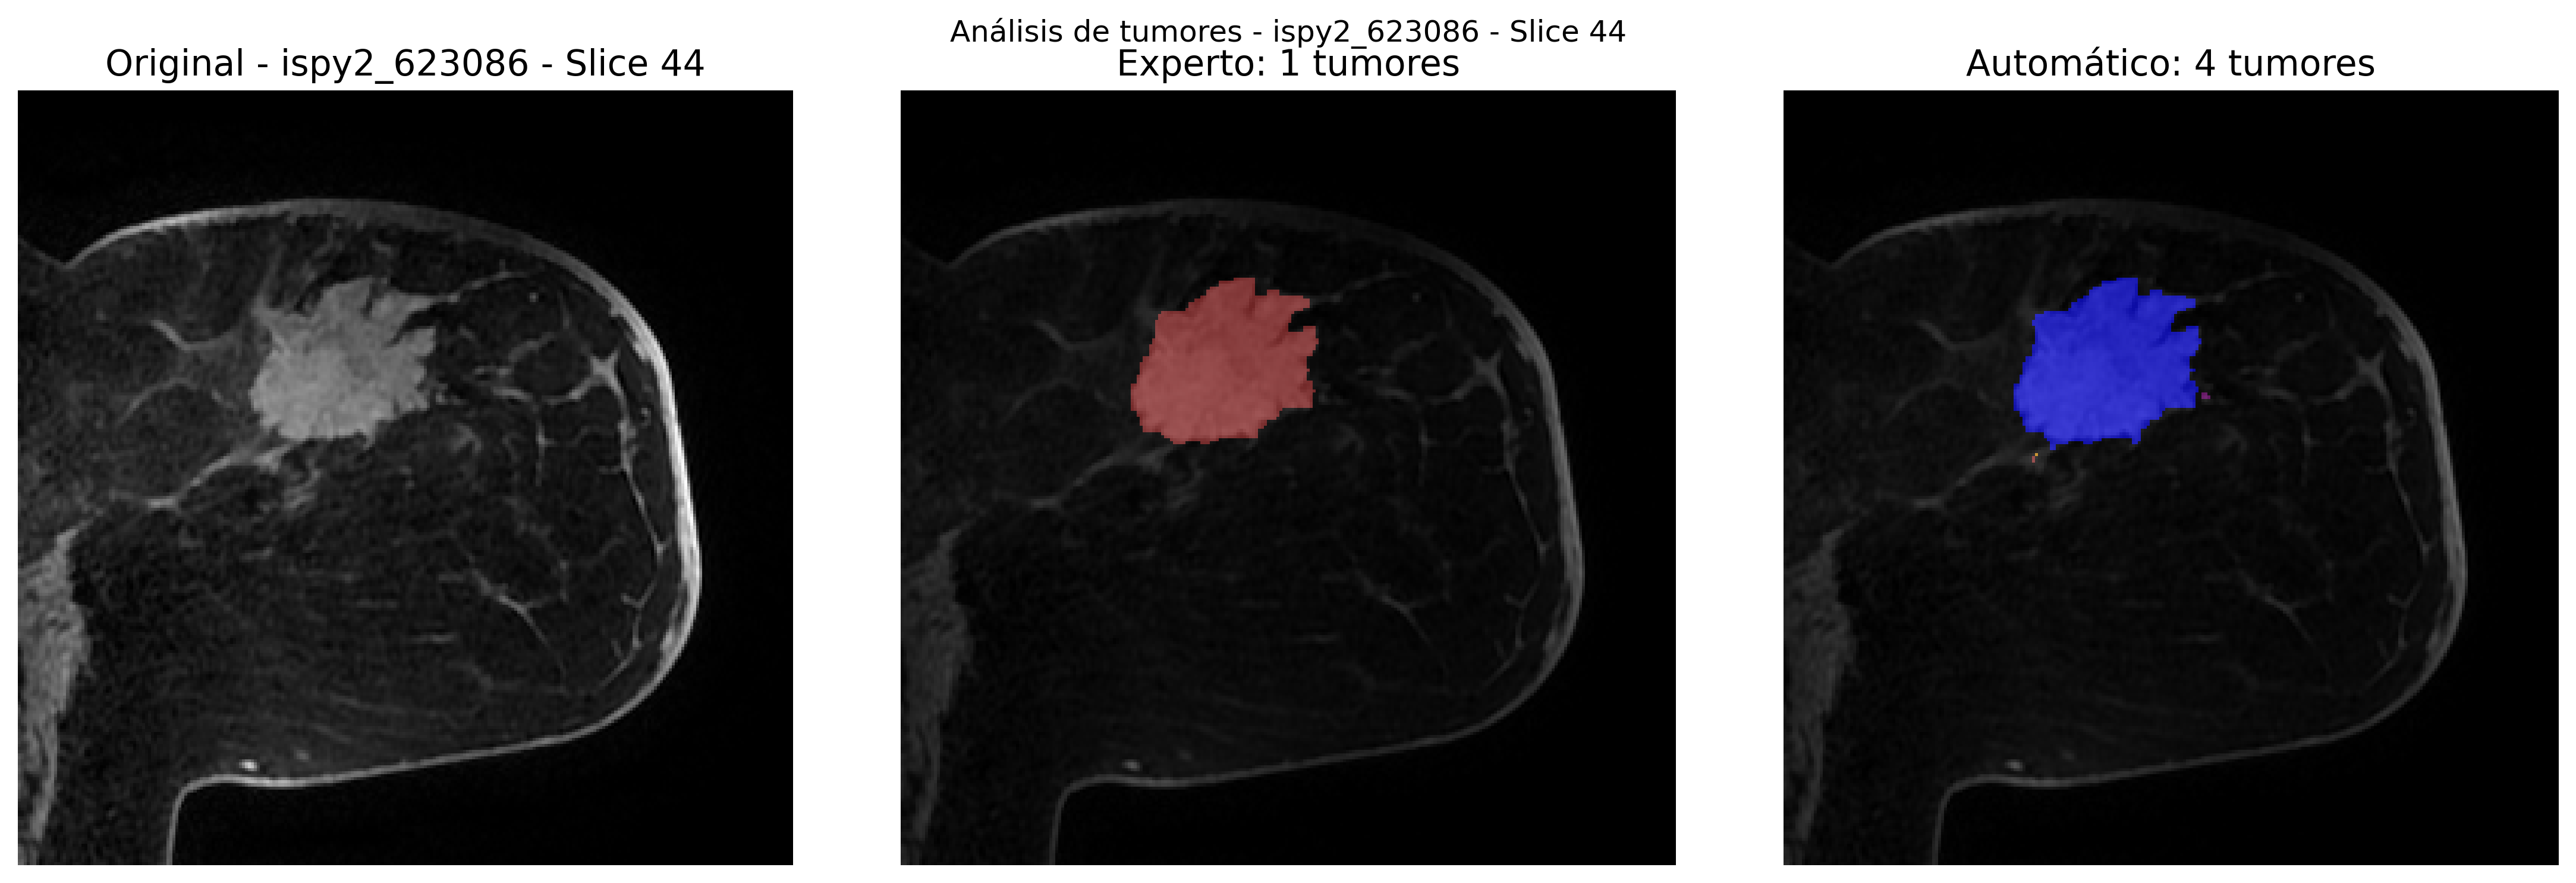 Análisis de tumores - ispy2_623086 - Slice 44
Original - ispy2_623086 - Slice 44
Experto: 1 tumores
Automático: 4 tumores